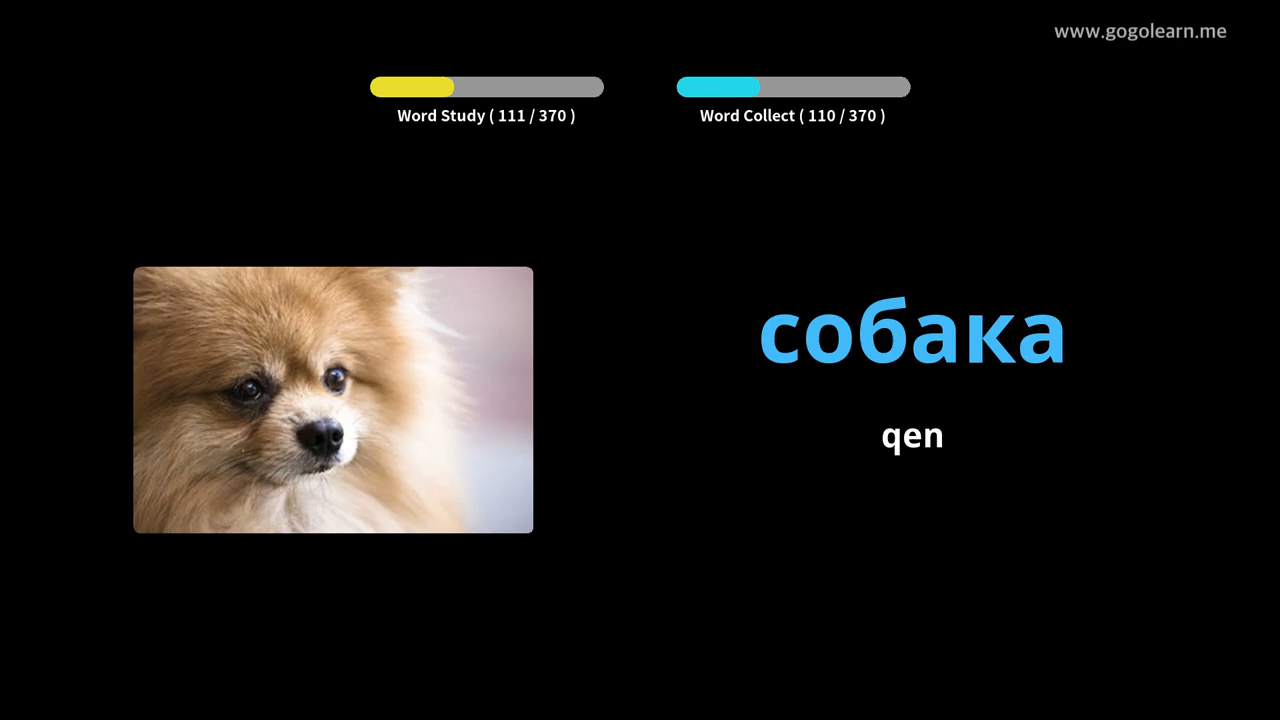 www.gogolearn.me
Word Study ( 111 / 370 )
Word Collect ( 110 / 370 )
собака
qen